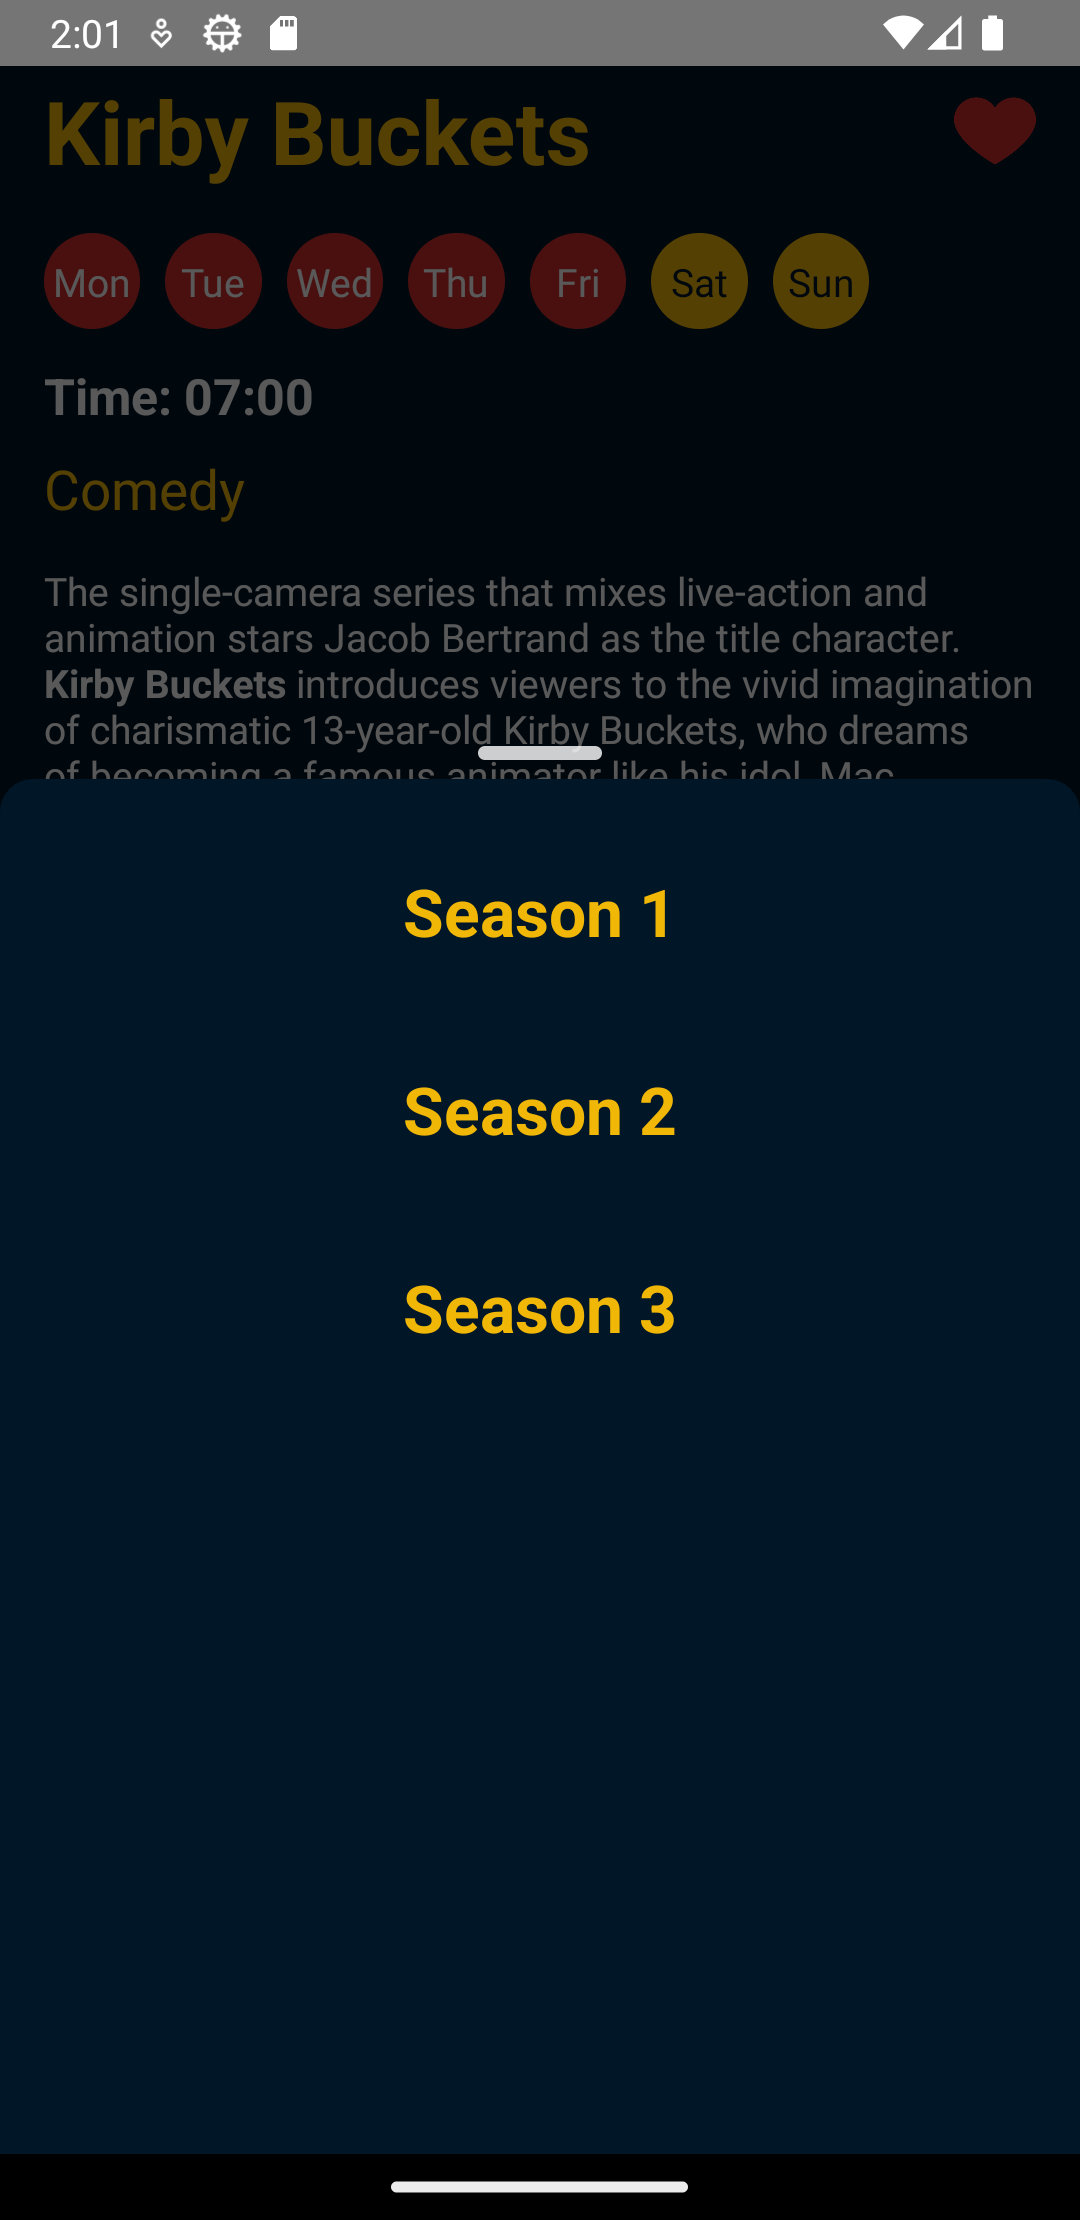 2:01
Kirby Buckets
Mon Tue Wed Thu Fri Sat Sun
Time: 07:00
Comedy
The single-camera series that mixes live-action and
animation stars Jacob Bertrand as the title character.
Kirby Buckets introduces viewers to the vivid imagination
of charismatic 13-year-old Kirby Buckets, who dreams
of becoming a famous animator like his idol, Mac
Season 1
Season 2
Season 3